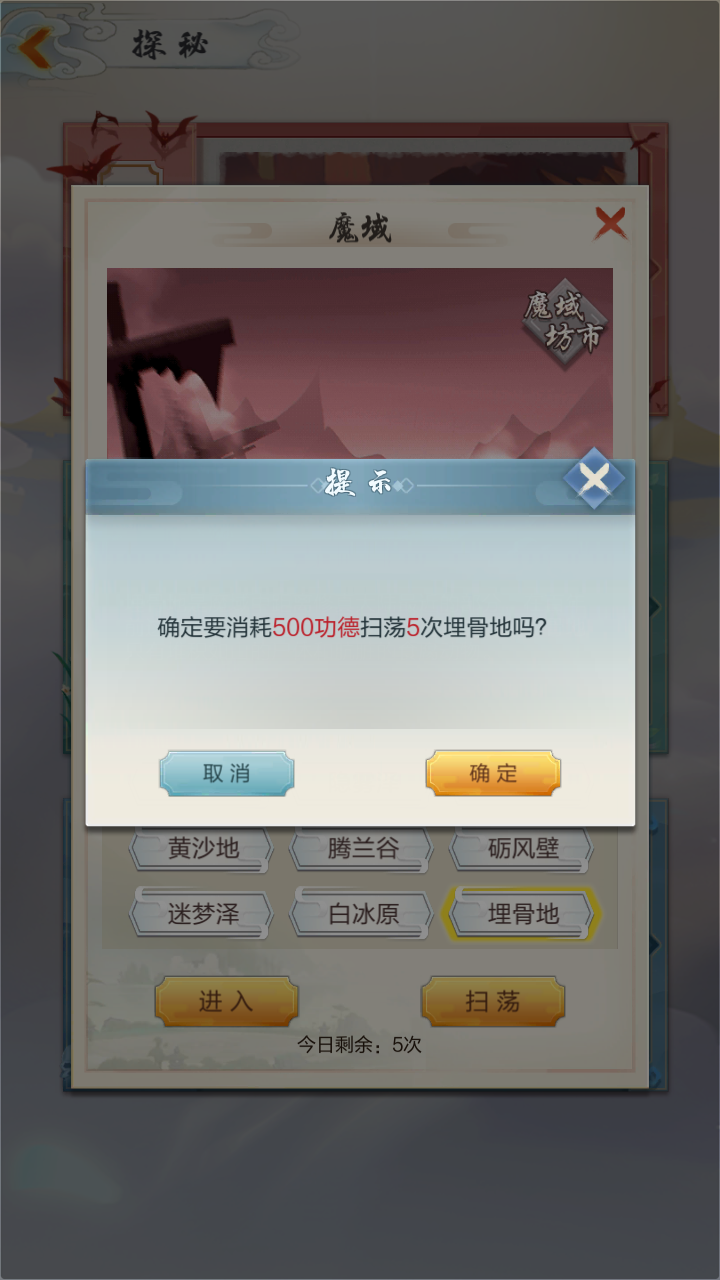 探秘
魔域
魔域
坊市
提示
确定要消耗500功德扫荡5次埋骨地吗?
取消
确定
黄沙地
腾兰谷
砺风壁
迷梦泽
白冰原
埋骨地
进入
扫荡
今日剩余：5次